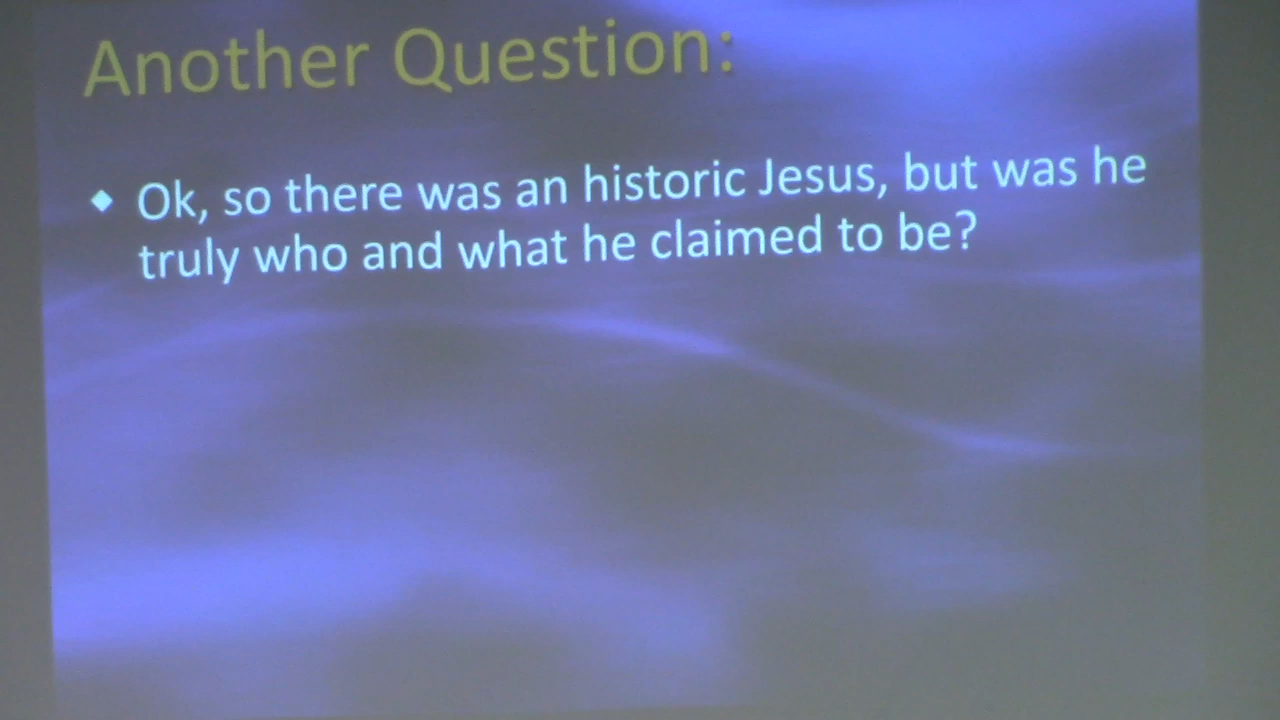 Another Question:
Ok, so there was an historic Jesus, but was he
truly who and what he claimed to be?